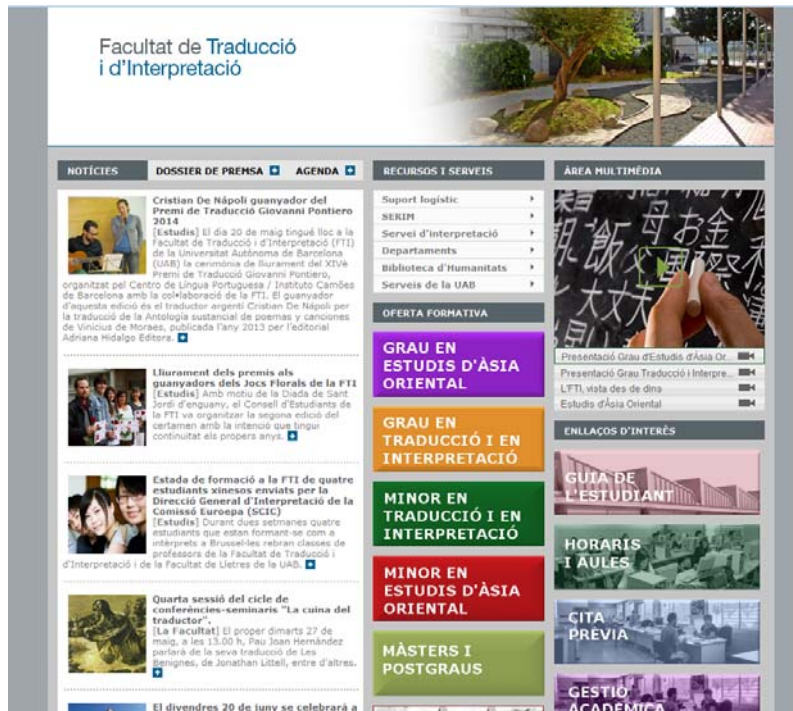 Facultat de Traducció
i d'Interpretació
NOTÍCIES
DOSSIER DE PREMSA
AGENDA
Cristian De Nápoli guanyador del
Premi de Traducció Giovanni Pontiero
2014
[Estudis] El dia 20 de maig tingué lloc a la
Facultat de Traducció i d'Interpretació (FTI)
de la Universitat Autònoma de Barcelona
(UAB) la cerimònia de lliurament del XIVè
Premi de Traducció Giovanni Pontiero,
organitzat pel Centro de Língua Portuguesa / Instituto Camões
de Barcelona amb la col•laboració de la FTI. El guanyador
d'aquesta edició és el traductor argentí Cristian De Nápoli per
la traducció de la Antología sustancial de poemas y canciones
de Vinicius de Moraes, publicada l'any 2013 per l'editorial
Adriana Hidalgo Editora.
Lliurament dels premis als
guanyadors dels Jocs Florals de la FTI
[Estudis] Amb motiu de la Diada de Sant
Jordi d'enguany, el Consell d'Estudiants de
la FTI va organitzar la segona edició del
certamen amb la intenció que tingui
continuïtat els propers anys.
Estada de formació a la FTI de quatre
estudiants xinesos enviats per la
Direcció General d'Interpretació de la
Comissó Euroepa (SCIC)
[Estudis] Durant dues setmanes quatre
estudiants que estan formant-se com a
intèrprets a Brussel·les rebran classes de
professors de la Facultat de Traducció i
d'Interpretació i de la Facultat de Lletres de la UAB.
Quarta sessió del cicle de
conferències-seminaris "La cuina del
traductor".
[La Facultat] El proper dimarts 27 de
maig, a les 13.00 h, Pau Joan Hernàndez
parlarà de la seva traducció de Les
Benignes, de Jonathan Littell, entre d'altres.
El divendres 20 de juny se celebrarà a
RECURSOS I SERVEIS
Suport logístic
SERIM
Servei d'interpretació
Departaments
Biblioteca d'Humanitats
Serveis de la UAB
OFERTA FORMATIVA
GRAU EN
ESTUDIS D'ÀSIA
ORIENTAL
GRAU EN
TRADUCCIÓ I EN
INTERPRETACIÓ
MINOR EN
TRADUCCIÓ I EN
INTERPRETACIÓ
MINOR EN
ESTUDIS D'ÀSIA
ORIENTAL
MÀSTERS I
POSTGRAUS
ÀREA MULTIMÈDIA
母お金
飯人国際
Presentació Grau d'Estudis d'Àsia Or...
Presentació Grau Traducció i Interpre...
L'FTI, vista des de dins
Estudis d'Àsia Oriental
ENLLAÇOS D'INTERÈS
GUIA DE
L'ESTUDIANT
HORARIS
I AULES
CITA
PRÈVIA
GESTIÓ
ACADÈMICA